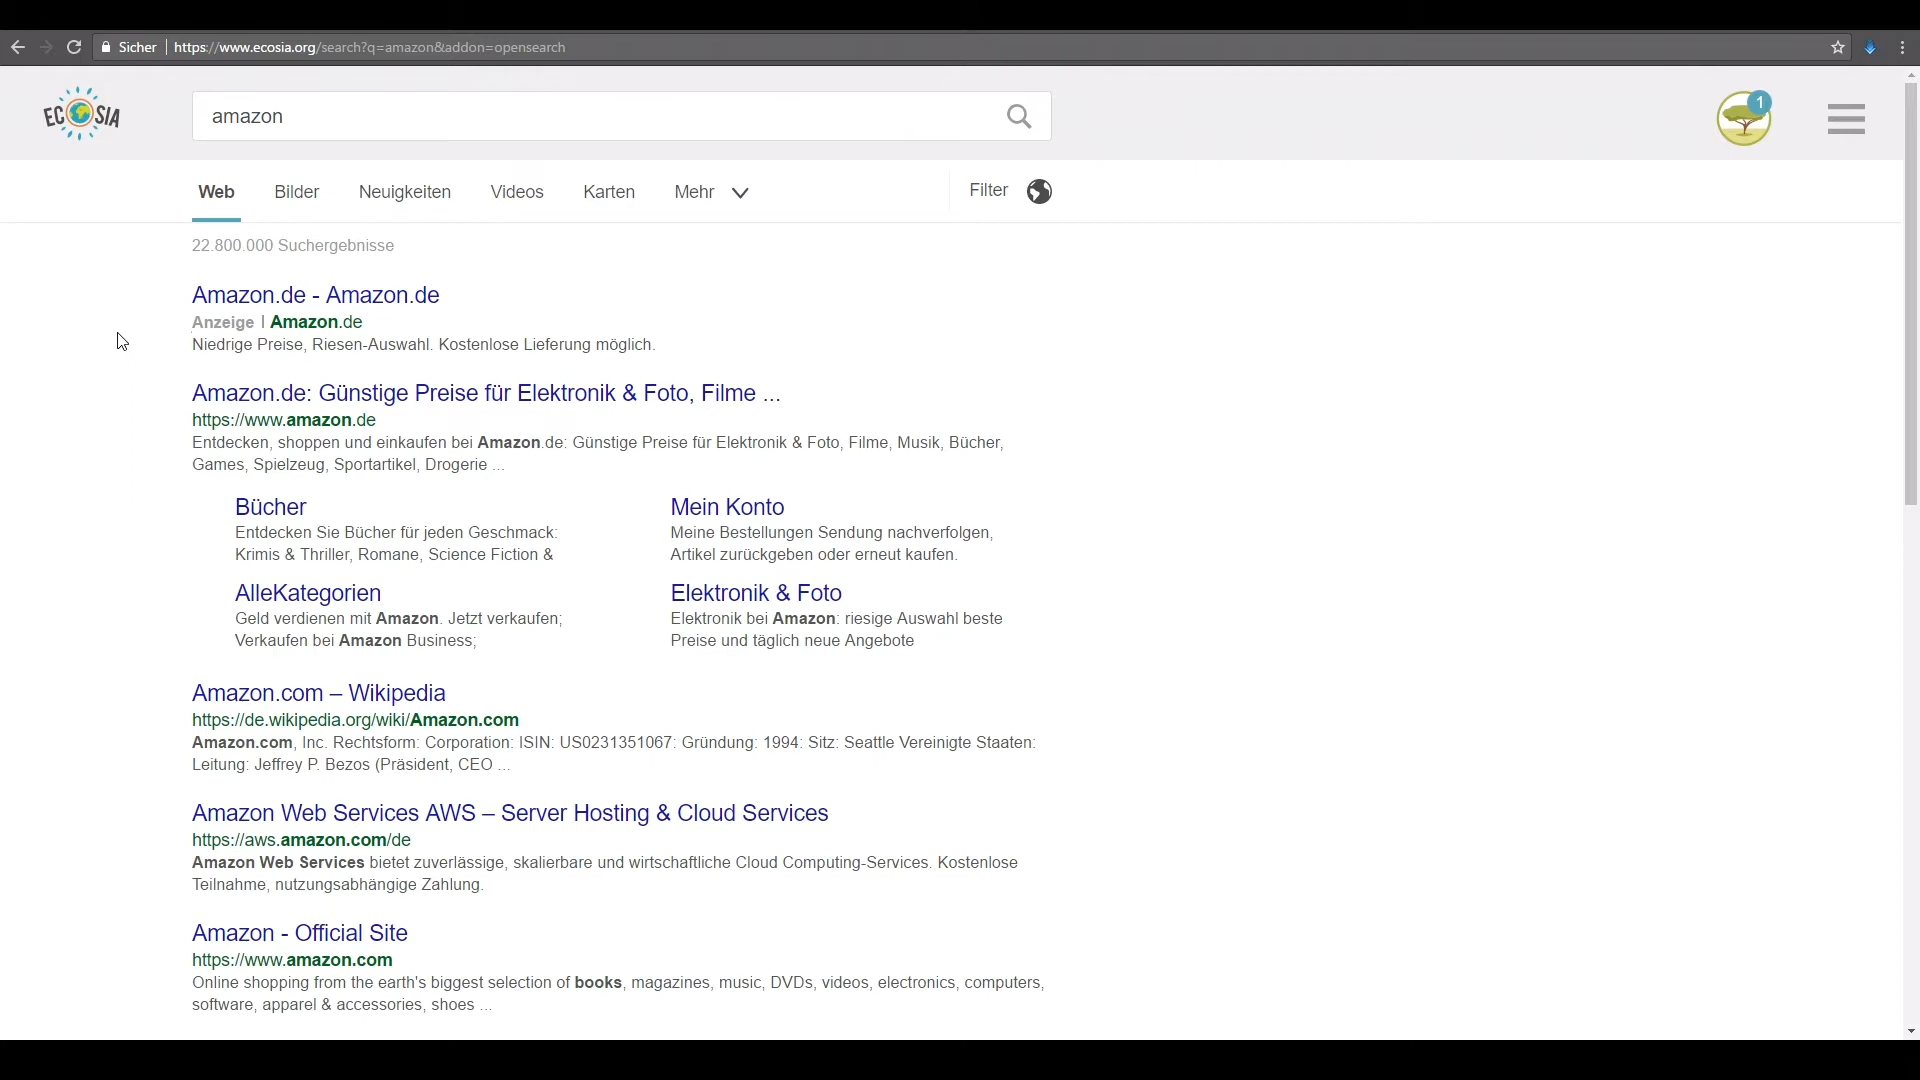 Sicher
https://www.ecosia.org/search?q=amazon&addon=opensearch
ECOSIA
amazon
1
Web Bilder Neuigkeiten Videos Karten Mehr Filter
22.800.000 Suchergebnisse
Amazon.de - Amazon.de
Anzeige | Amazon.de
Niedrige Preise, Riesen-Auswahl. Kostenlose Lieferung möglich.
Amazon.de: Günstige Preise für Elektronik & Foto, Filme ...
https://www.amazon.de
Entdecken, shoppen und einkaufen bei Amazon.de: Günstige Preise für Elektronik & Foto, Filme, Musik, Bücher,
Games, Spielzeug, Sportartikel, Drogerie ...
Bücher
Entdecken Sie Bücher für jeden Geschmack:
Krimis & Thriller, Romane, Science Fiction &
Mein Konto
Meine Bestellungen Sendung nachverfolgen,
Artikel zurückgeben oder erneut kaufen.
AlleKategorien
Geld verdienen mit Amazon. Jetzt verkaufen;
Verkaufen bei Amazon Business;
Elektronik & Foto
Elektronik bei Amazon: riesige Auswahl beste
Preise und täglich neue Angebote
Amazon.com – Wikipedia
https://de.wikipedia.org/wiki/Amazon.com
Amazon.com, Inc. Rechtsform: Corporation: ISIN: US0231351067: Gründung: 1994: Sitz: Seattle Vereinigte Staaten:
Leitung: Jeffrey P. Bezos (Präsident, CEO ...
Amazon Web Services AWS – Server Hosting & Cloud Services
https://aws.amazon.com/de
Amazon Web Services bietet zuverlässige, skalierbare und wirtschaftliche Cloud Computing-Services. Kostenlose
Teilnahme, nutzungsabhängige Zahlung.
Amazon - Official Site
https://www.amazon.com
Online shopping from the earth's biggest selection of books, magazines, music, DVDs, videos, electronics, computers,
software, apparel & accessories, shoes ...